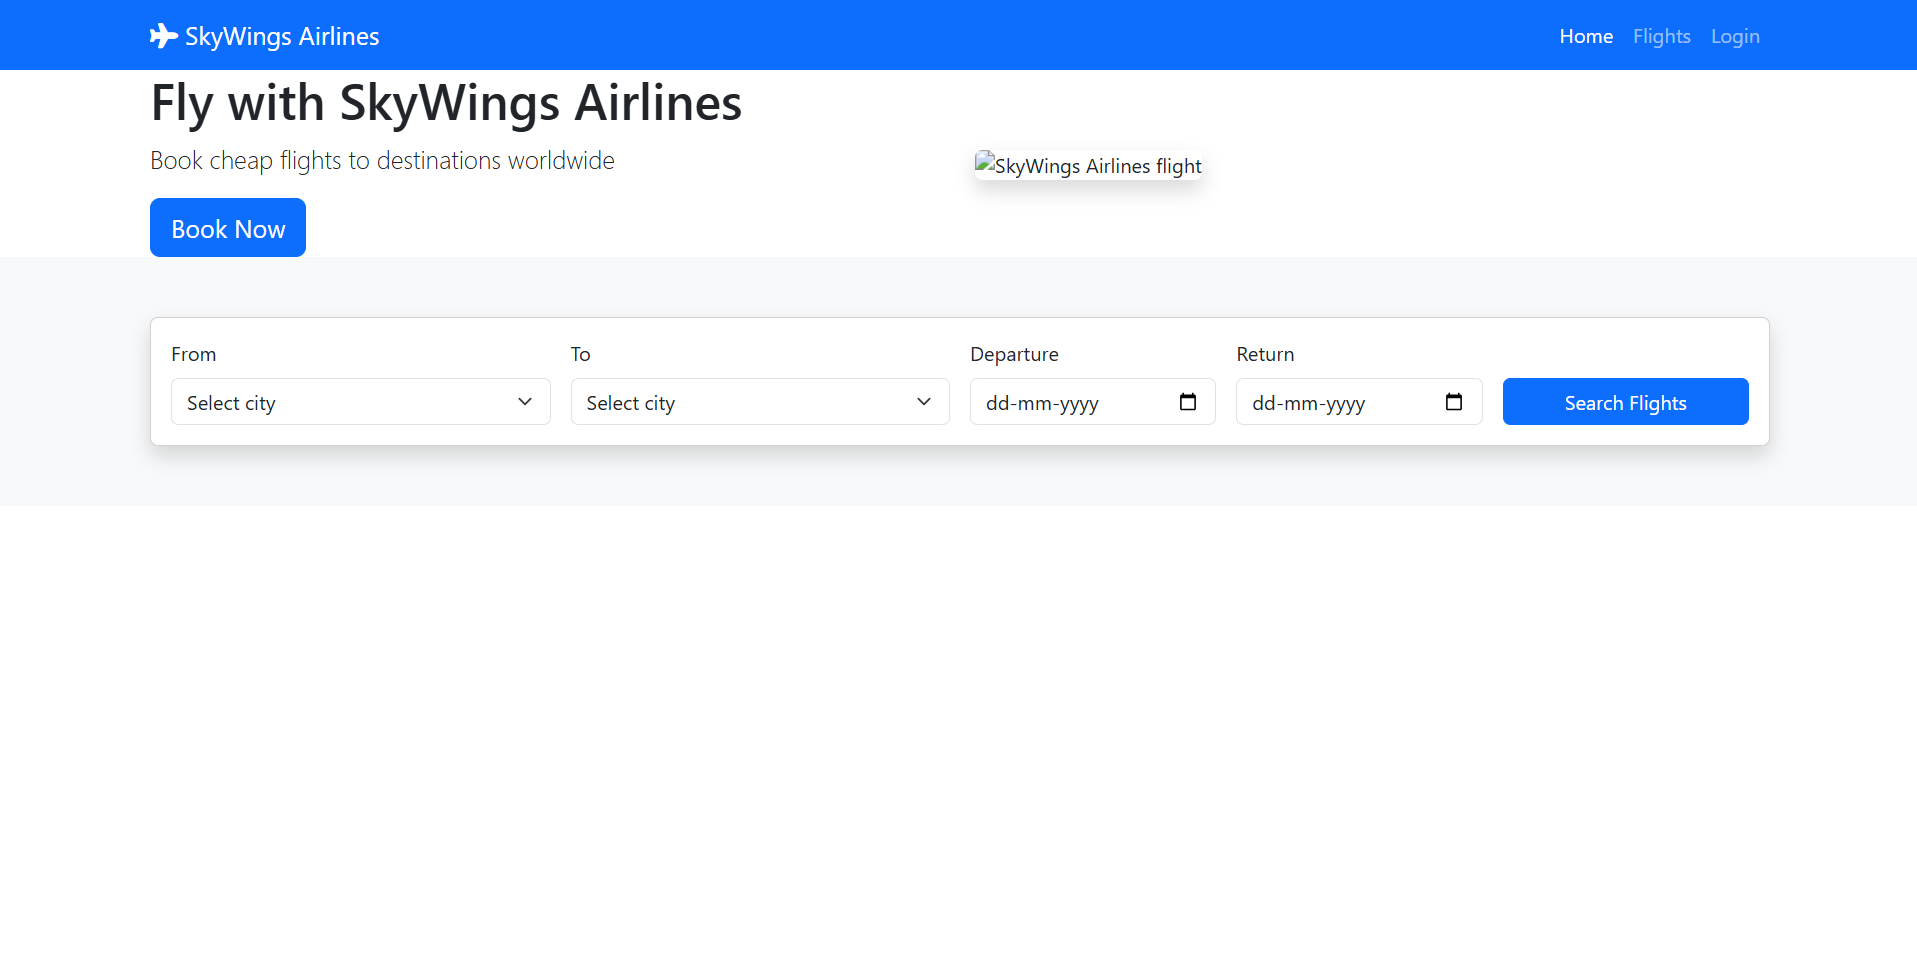 SkyWings Airlines
Home Flights Login
Fly with SkyWings Airlines
Book cheap flights to destinations worldwide
SkyWings Airlines flight
Book Now
From To Departure Return
Select city Select city dd-mm-yyyy dd-mm-yyyy Search Flights